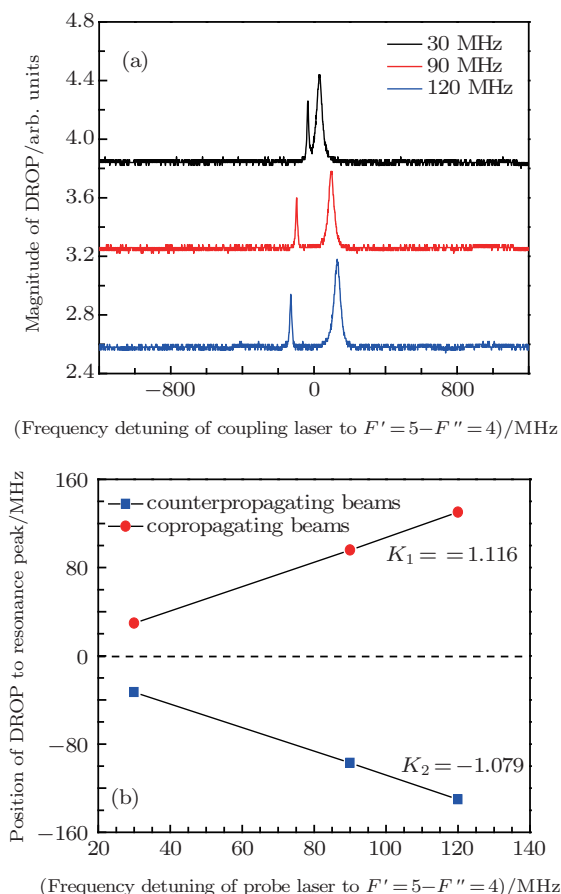 4.8
4.4
4.0
3.6
3.2
2.8
2.4
Magnitude of DROP/arb. units
(a)
30 MHz
90 MHz
120 MHz
−800
0
800
(Frequency detuning of coupling laser to F′=5−F″=4)/MHz
160
80
0
−80
−160
Position of DROP to resonance peak/MHz
counterpropagating beams
copropagating beams
K₁ = =1.116
K₂ =−1.079
(b)
20
40
60
80
100
120
140
(Frequency detuning of probe laser to F′=5−F″=4)/MHz